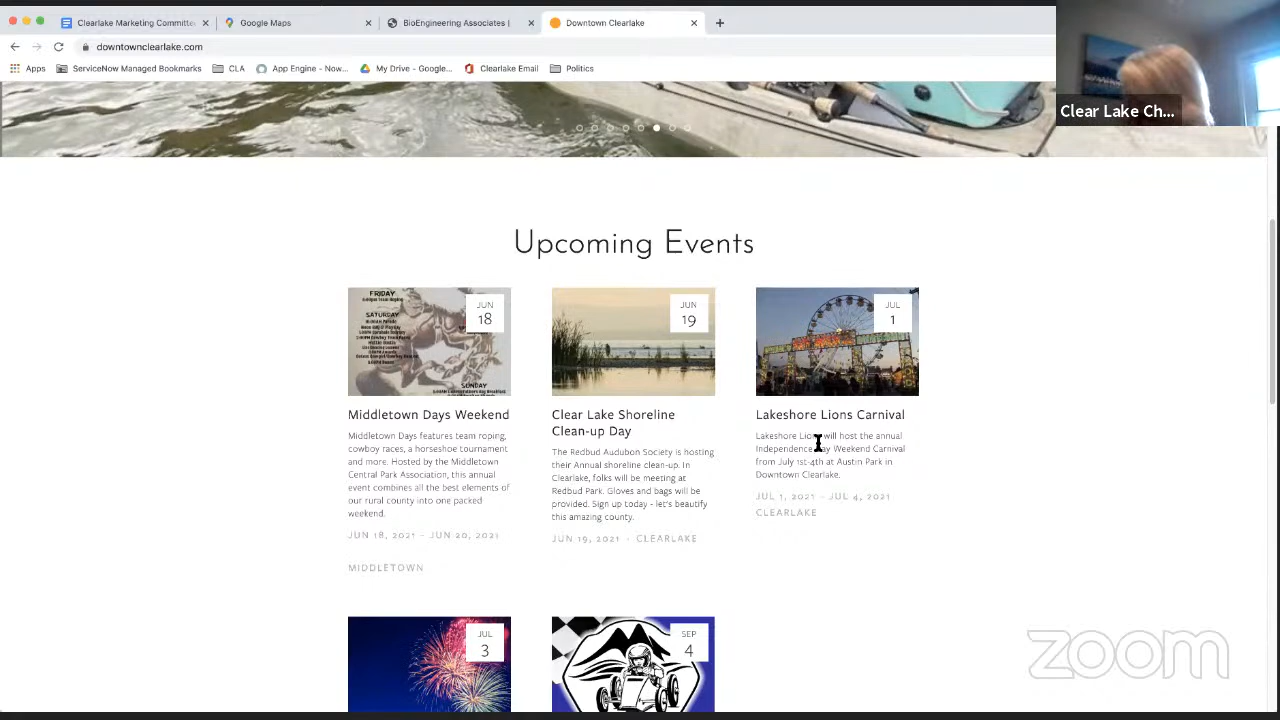 Clearlake Marketing Committe
Google Maps
BioEngineering Associates |
Downtown Clearlake
downtownclearlake.com
Apps
ServiceNow Managed Bookmarks
CLA
App Engine - Now...
My Drive - Google...
Clearlake Email
Politics
Clear Lake Ch...
Upcoming Events
FRIDAY
SATURDAY
SUNDAY
JUN
18
JUN
19
JUL
1
Middletown Days Weekend
Middletown Days features team roping,
cowboy races, a horseshoe tournament
and more. Hosted by the Middletown
Central Park Association, this annual
event combines all the best elements of
our rural county into one packed
weekend.
JUN 18, 2021 – JUN 20, 2021
MIDDLETOWN
Clear Lake Shoreline
Clean-up Day
The Redbud Audubon Society is hosting
their Annual shoreline clean-up. In
Clearlake, folks will be meeting at
Redbud Park. Gloves and bags will be
provided. Sign up today - let's beautify
this amazing county.
JUN 19, 2021 · CLEARLAKE
Lakeshore Lions Carnival
Lakeshore Lions will host the annual
Independence Day Weekend Carnival
from July 1st-4th at Austin Park in
Downtown Clearlake.
JUL 1, 2021 – JUL 4, 2021
CLEARLAKE
JUL
3
SEP
4
zoom